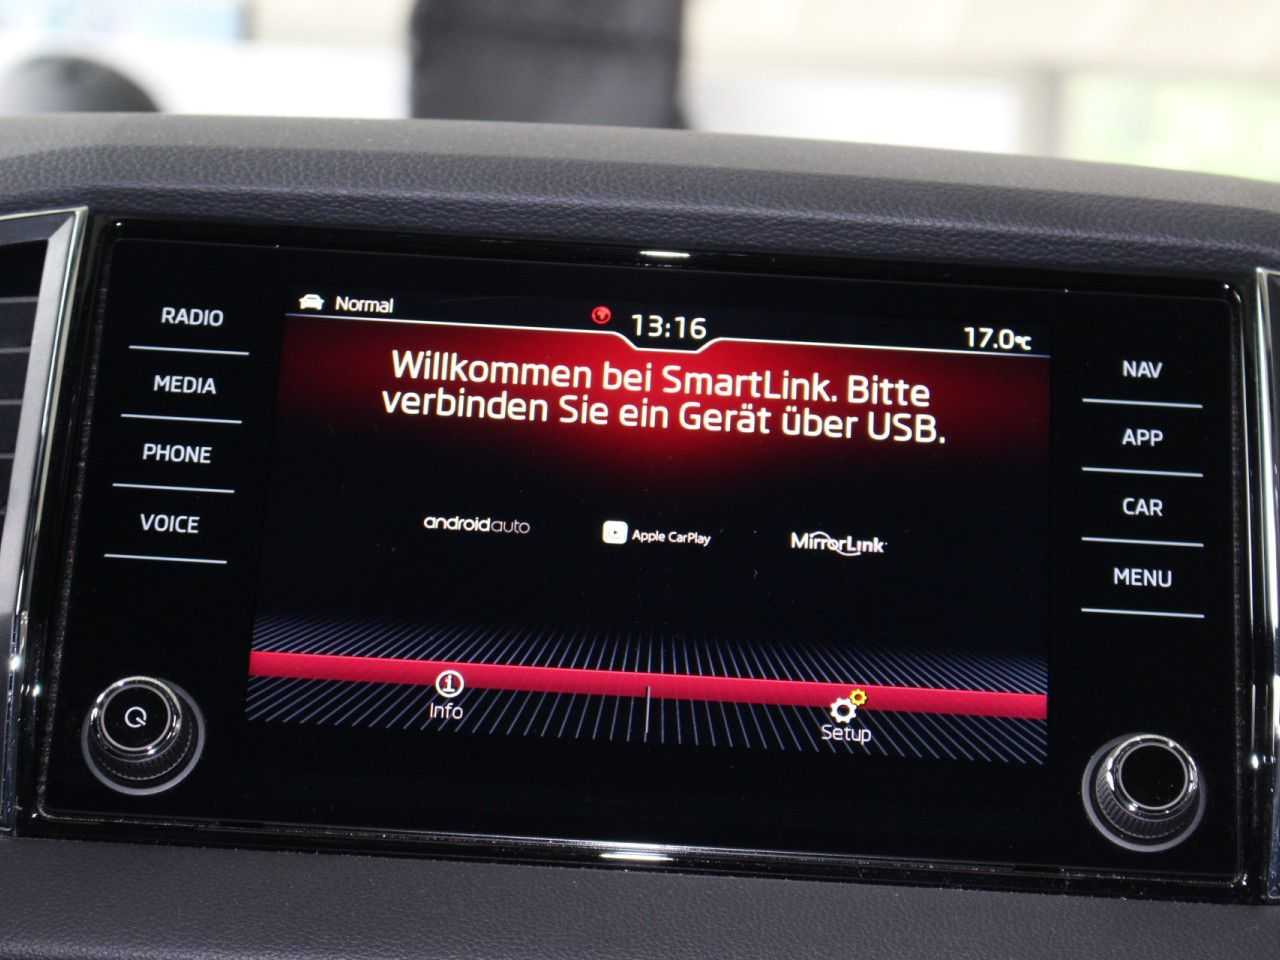 Normal
13:16
17.0°C
RADIO
MEDIA
PHONE
VOICE
Willkommen bei SmartLink. Bitte
verbinden Sie ein Gerät über USB.
androidauto
Apple CarPlay
MirrorLink
Info
Setup
NAV
APP
CAR
MENU